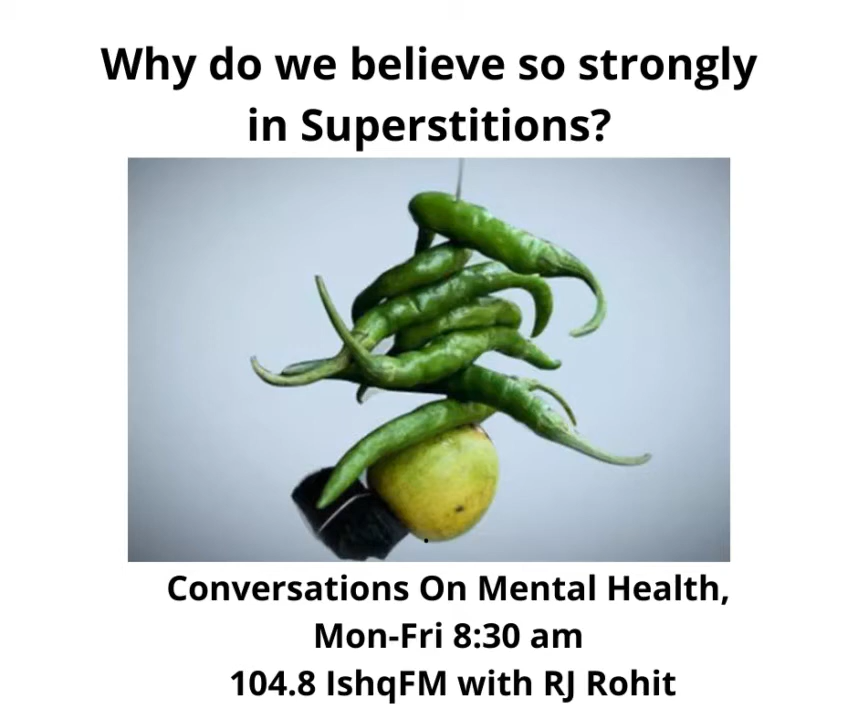 Why do we believe so strongly
in Superstitions?
Conversations On Mental Health,
Mon-Fri 8:30 am
104.8 IshqFM with RJ Rohit